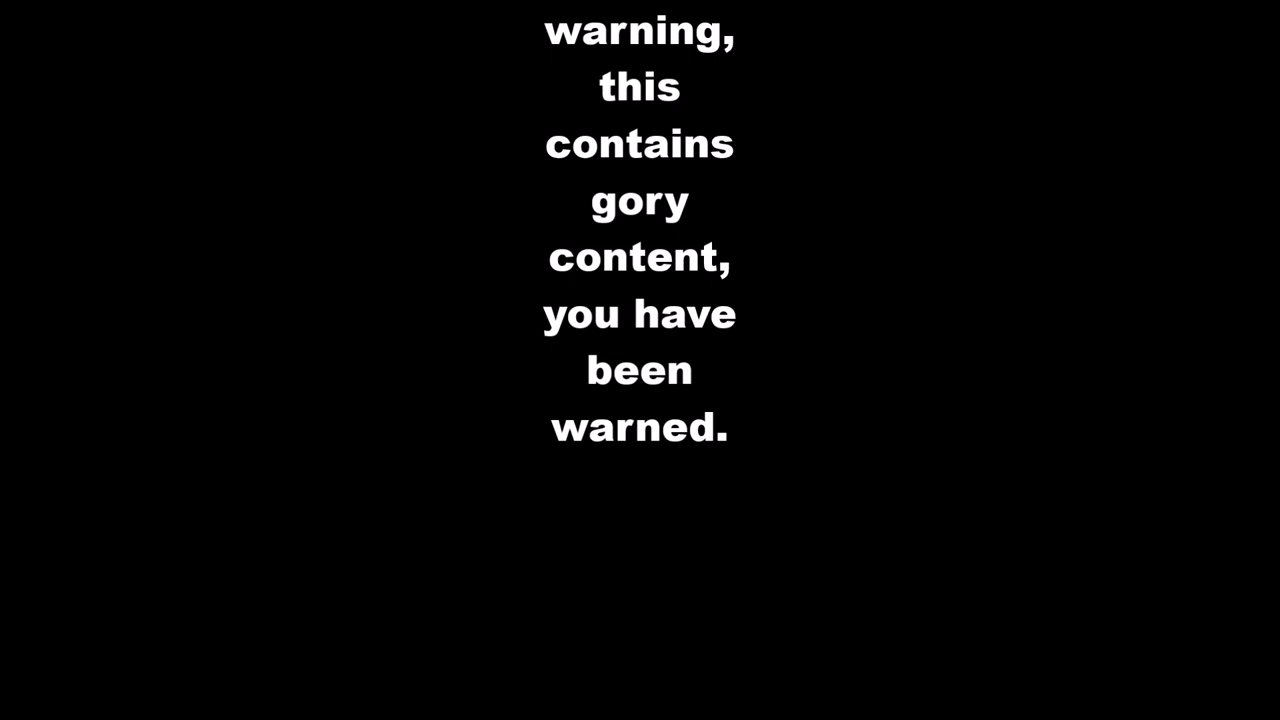 warning,
this
contains
gory
content,
you have
been
warned.